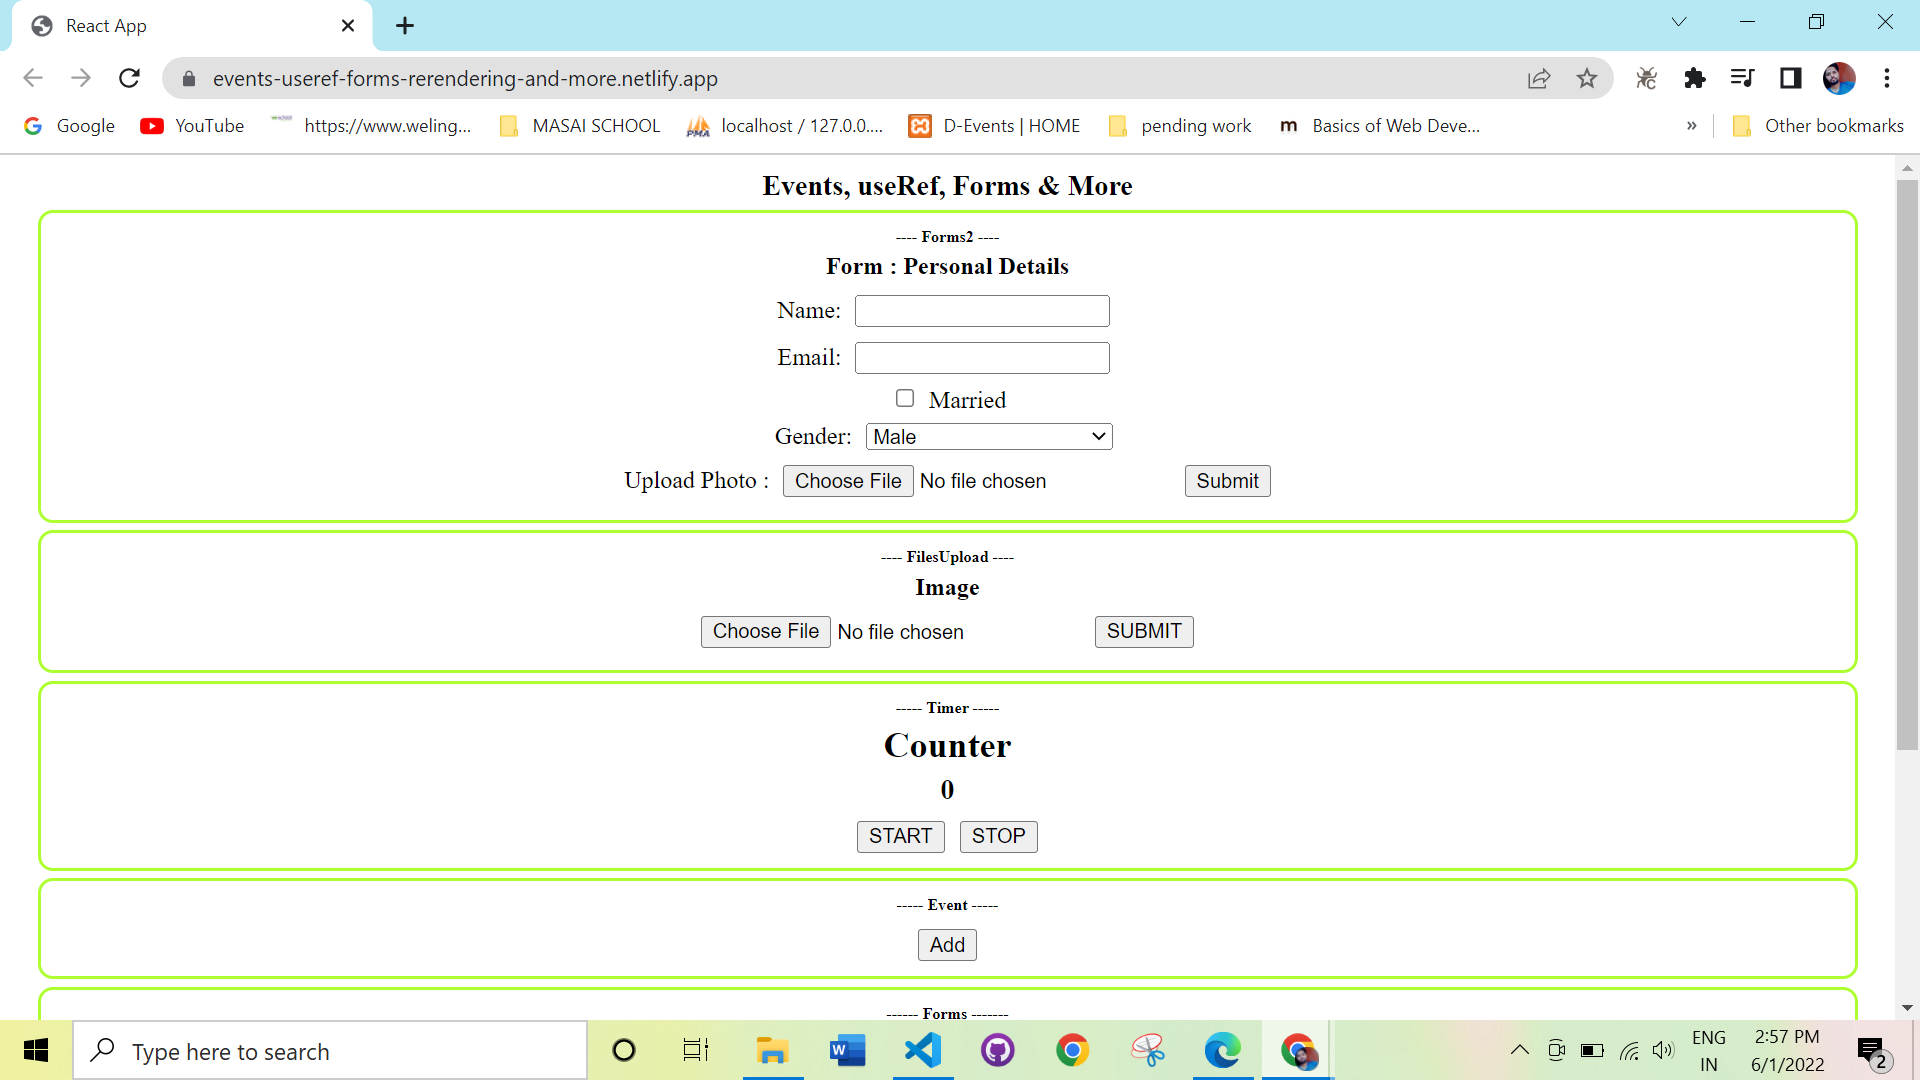 React App
events-useref-forms-rerendering-and-more.netlify.app
Google YouTube https://www.weling... MASAI SCHOOL localhost / 127.0.0.... D-Events | HOME pending work Basics of Web Deve... » Other bookmarks
Events, useRef, Forms & More
---- Forms2 ----
Form : Personal Details
Name:
Email:
Married
Gender: Male
Upload Photo : Choose File No file chosen Submit
---- FilesUpload ----
Image
Choose File No file chosen SUBMIT
----- Timer -----
Counter
0
START STOP
----- Event -----
Add
------ Forms -------
Type here to search
ENG 2:57 PM
IN 6/1/2022 2